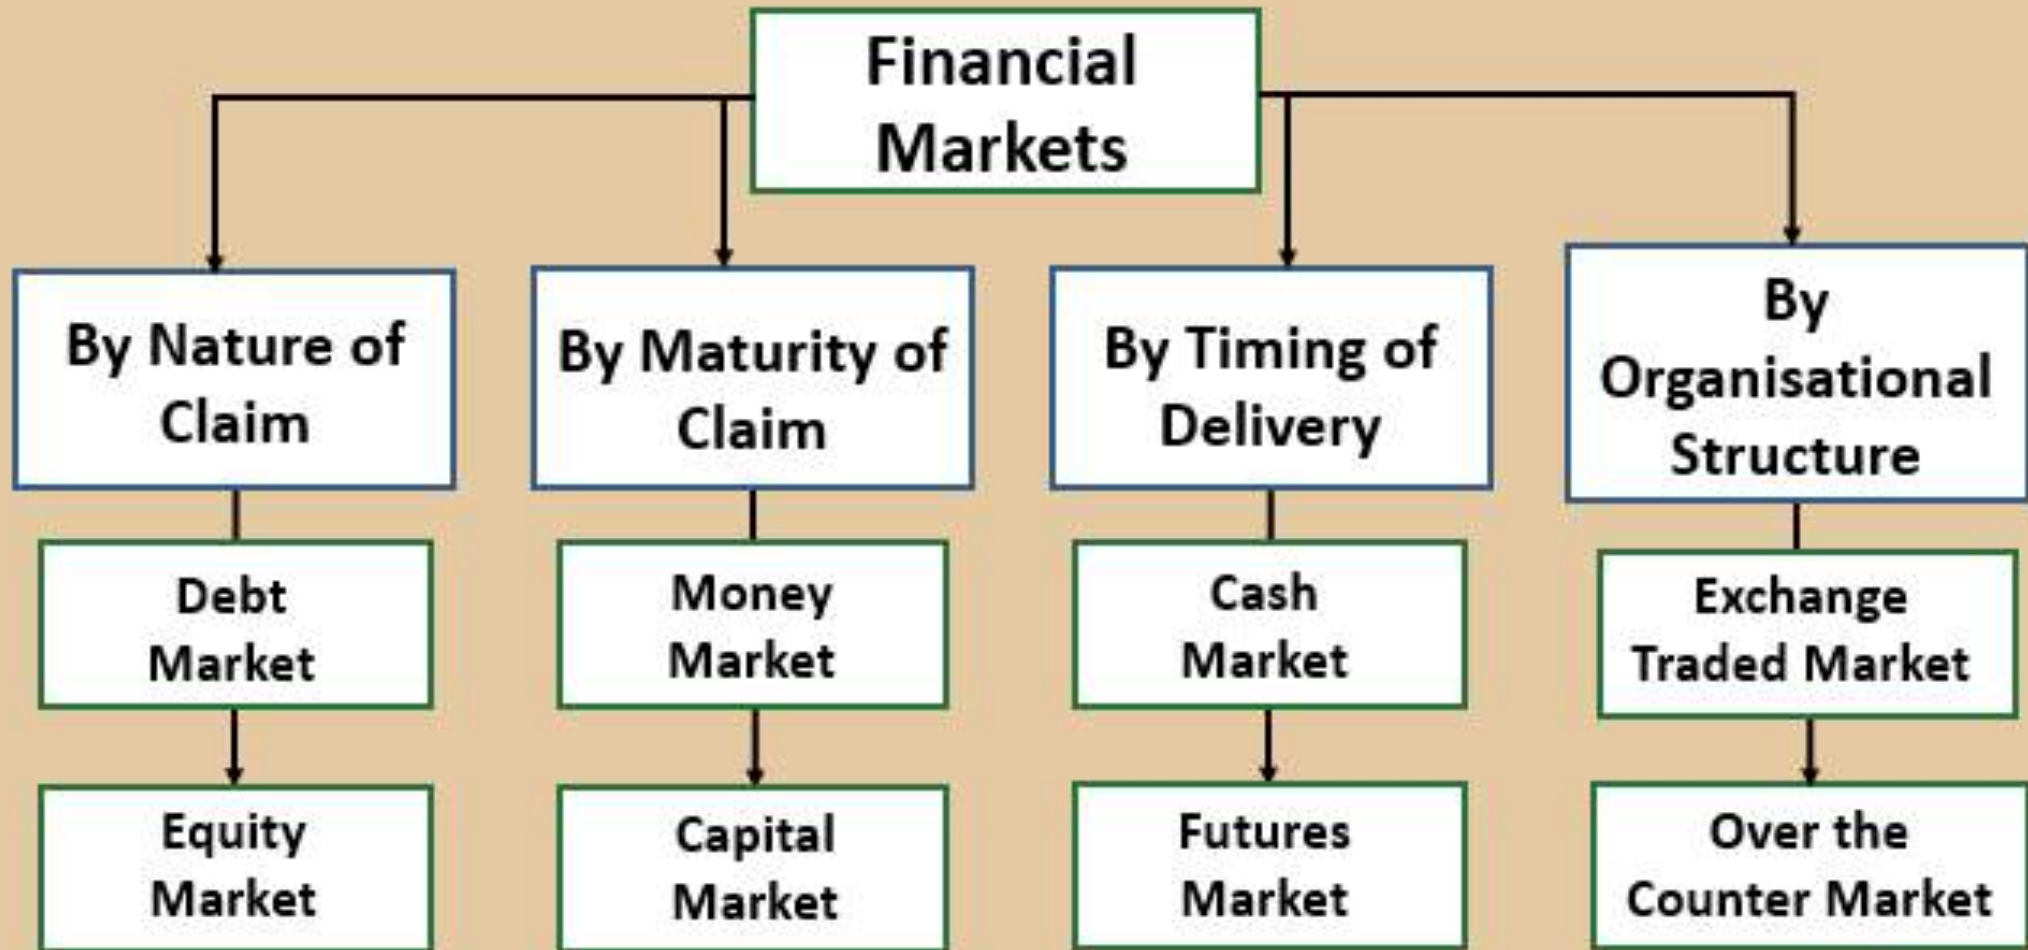 Financial
Markets
By Nature of
Claim
By Maturity of
Claim
By Timing of
Delivery
By
Organisational
Structure
Debt
Market
Money
Market
Cash
Market
Exchange
Traded Market
Equity
Market
Capital
Market
Futures
Market
Over the
Counter Market